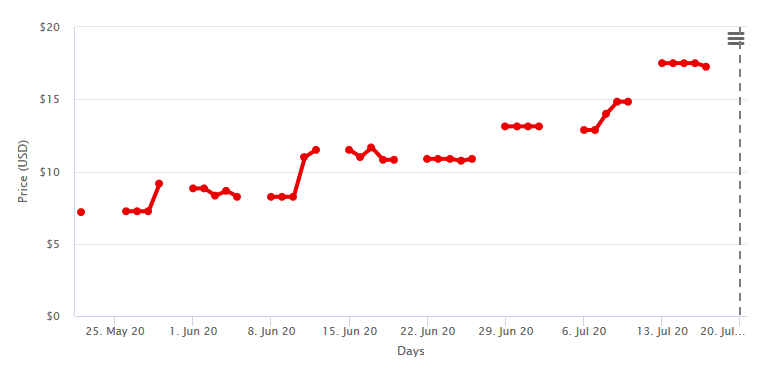 $20
$15
$10
$5
$0
Price (USD)
25. May 20
1. Jun 20
8. Jun 20
15. Jun 20
22. Jun 20
29. Jun 20
6. Jul 20
13. Jul 20
20. Jul...
Days